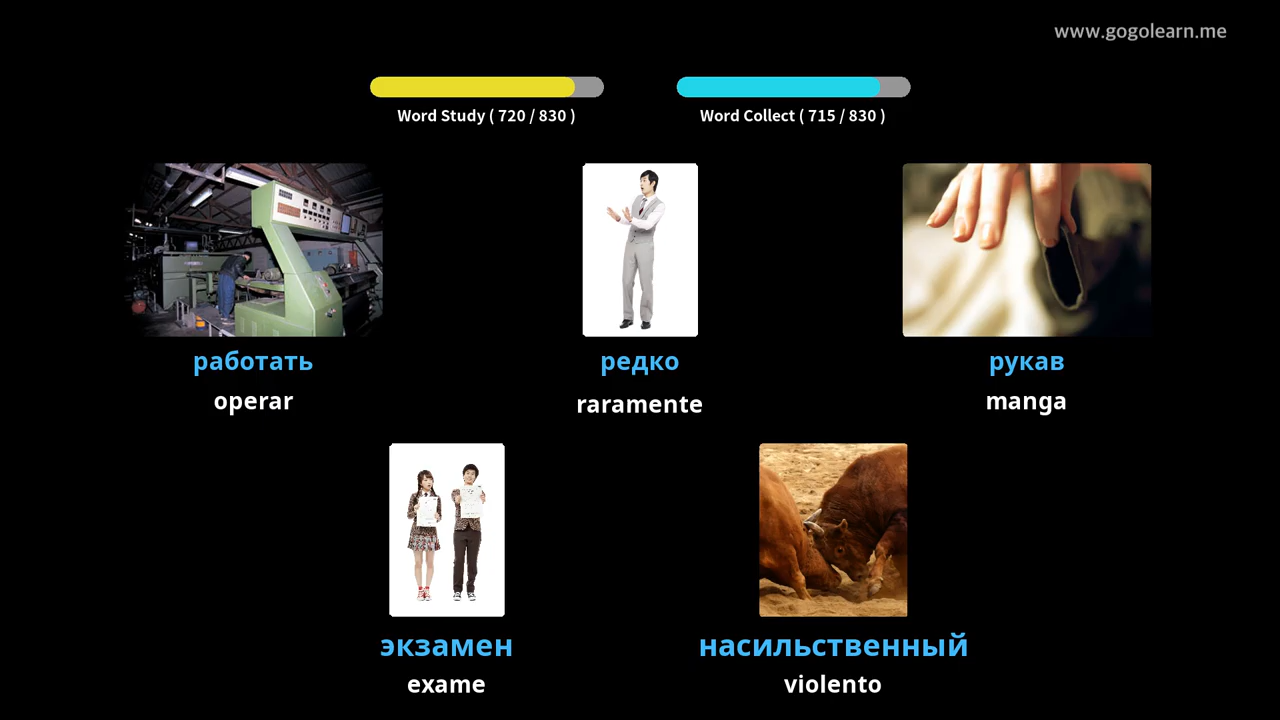 www.gogolearn.me
Word Study ( 720 / 830 )
Word Collect ( 715 / 830 )
работать
редко
рукав
operar
raramente
manga
экзамен
насильственный
exame
violento